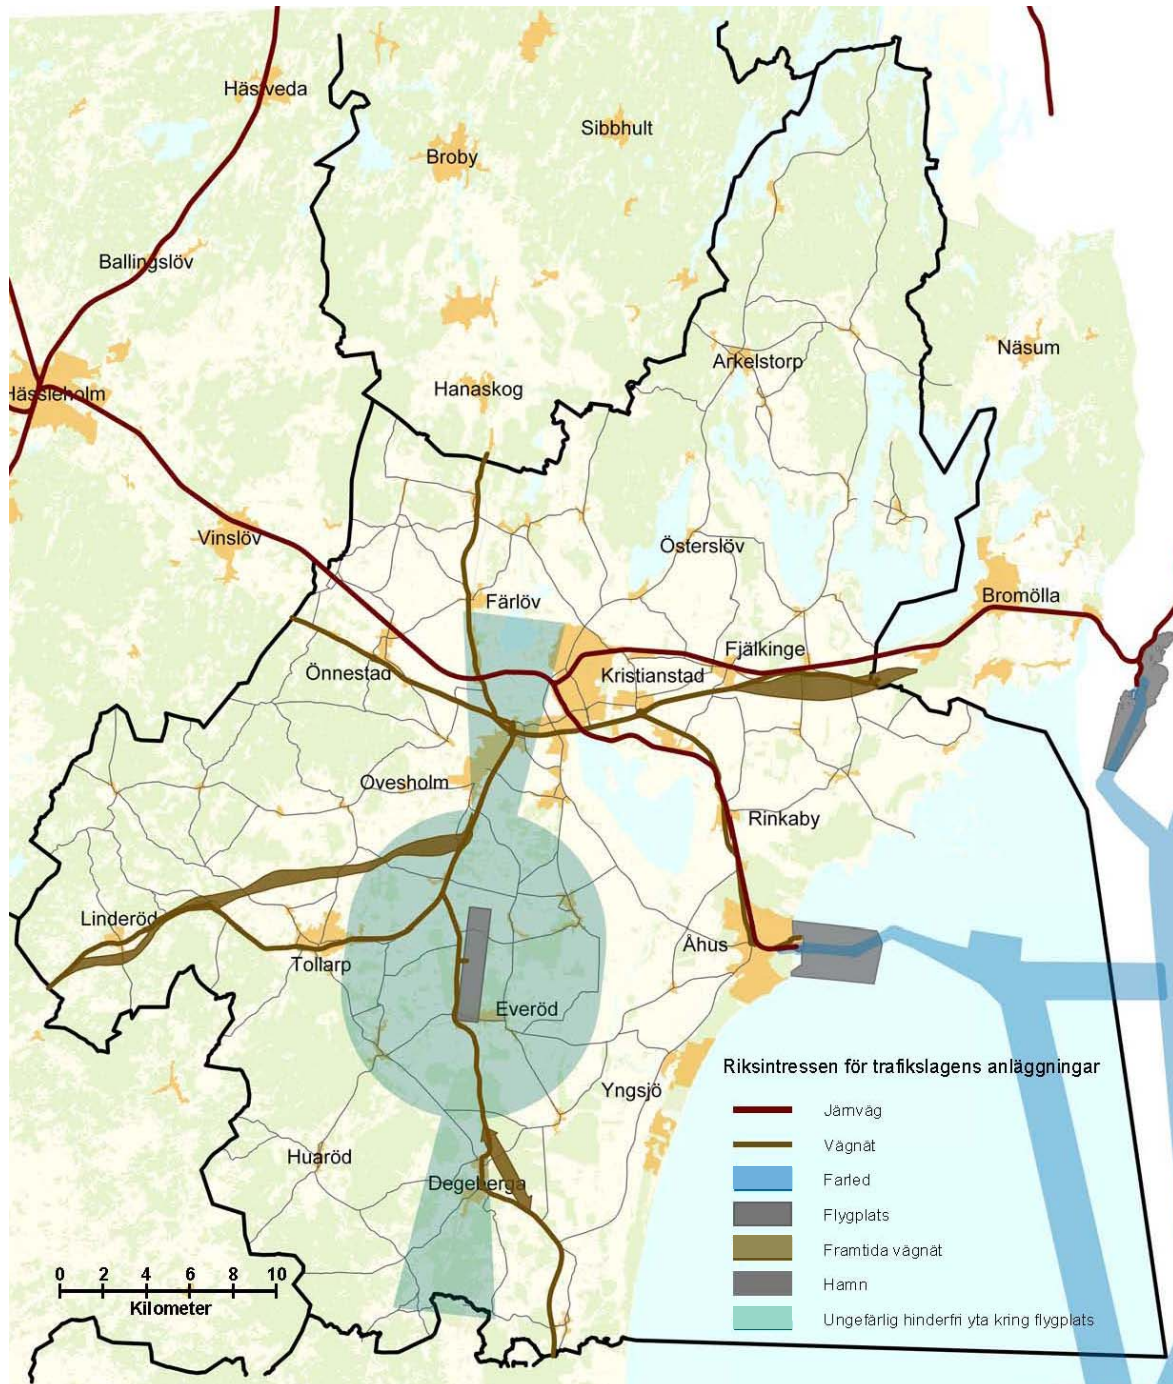 Hästveda
Sibbhult
Broby
Ballingslöv
Näsum
Arkelstorp
Hanaskog
Hässleholm
Vinslöv
Österslöv
Bromölla
Färlöv
Fjälkinge
Önnestad
Kristianstad
Ovesholm
Rinkaby
Linderöd
Åhus
Tollarp
Everöd
Yngsjö
Huaröd
Degeberga
Riksintressen för trafikslagens anläggningar
Järnväg
Vägnät
Farled
Flygplats
Framtida vägnät
Hamn
Ungefärlig hinderfri yta kring flygplats
0 2 4 6 8 10
Kilometer